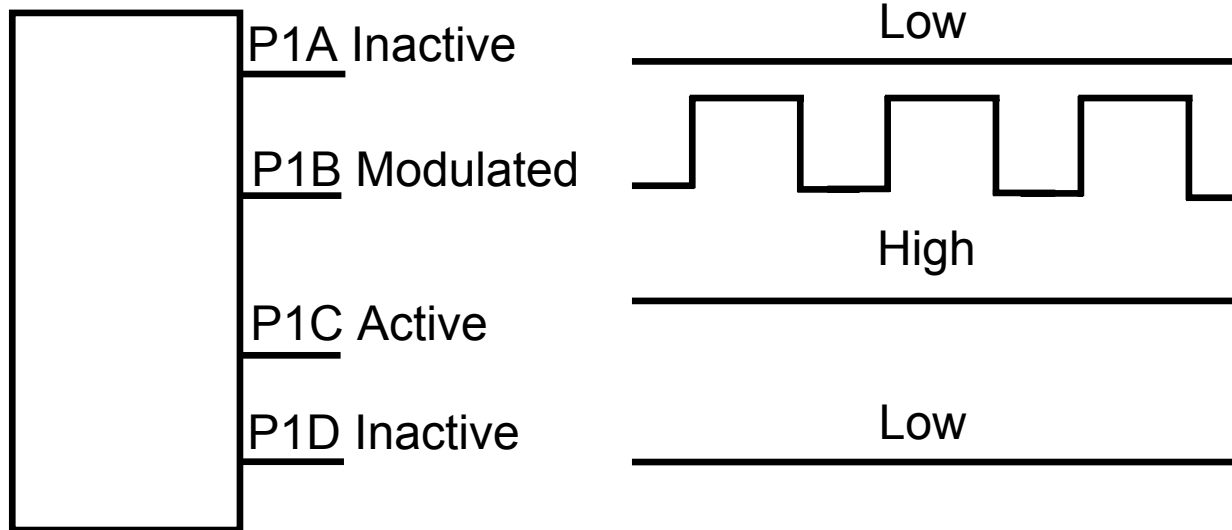 P1A Inactive
Low
P1B Modulated
High
P1C Active
P1D Inactive
Low